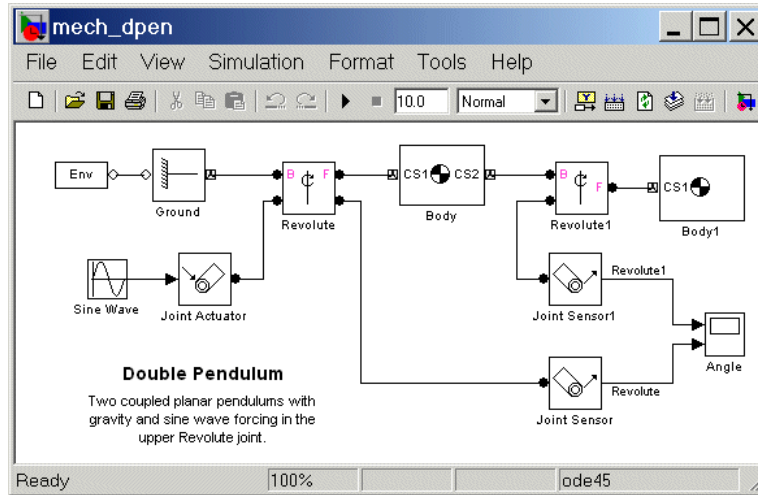 mech_dpen
File Edit View Simulation Format Tools Help
10.0 Normal
Env
Ground
B F
Revolute
CS1 CS2
Body
B F
Revolute1
CS1
Body1
Sine Wave
Joint Actuator
Revolute1
Joint Sensor1
Angle
Revolute
Joint Sensor
Double Pendulum
Two coupled planar pendulums with
gravity and sine wave forcing in the
upper Revolute joint.
Ready 100% ode45